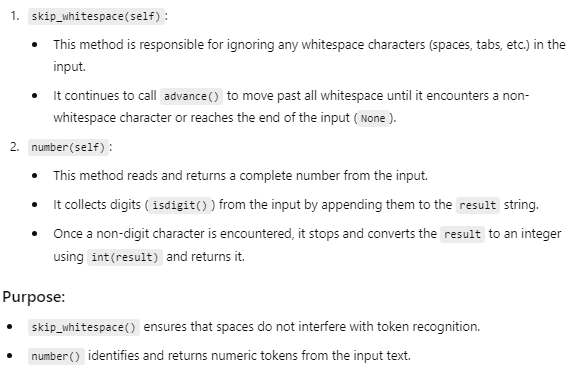 1. skip_whitespace(self) :
• This method is responsible for ignoring any whitespace characters (spaces, tabs, etc.) in the
input.
• It continues to call advance() to move past all whitespace until it encounters a non-
whitespace character or reaches the end of the input ( None ).
2. number(self) :
• This method reads and returns a complete number from the input.
• It collects digits ( isdigit() ) from the input by appending them to the result string.
• Once a non-digit character is encountered, it stops and converts the result to an integer
using int(result) and returns it.
Purpose:
• skip_whitespace() ensures that spaces do not interfere with token recognition.
• number() identifies and returns numeric tokens from the input text.